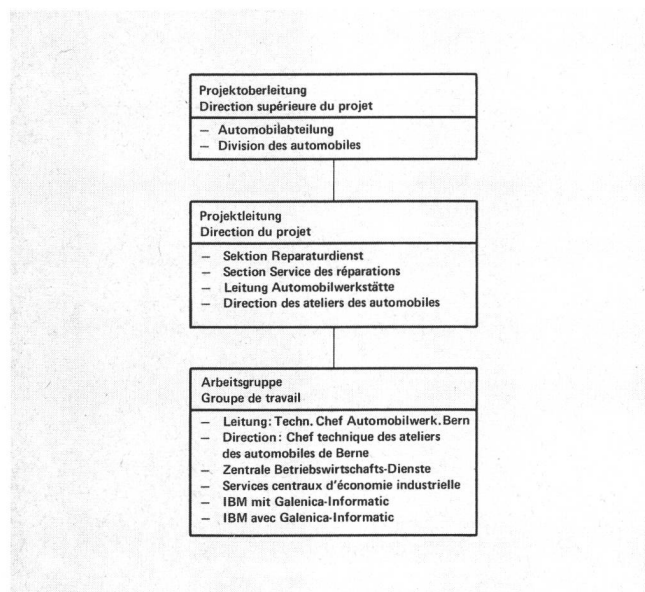 Projektoberleitung
Direction supérieure du projet
— Automobilabteilung
— Division des automobiles
Projektleitung
Direction du projet
— Sektion Reparaturdienst
— Section Service des réparations
— Leitung Automobilwerkstätte
— Direction des ateliers des automobiles
Arbeitsgruppe
Groupe de travail
— Leitung: Techn. Chef Automobilwerk. Bern
— Direction: Chef technique des ateliers
des automobiles de Berne
— Zentrale Betriebswirtschafts-Dienste
— Services centraux d'économie industrielle
— IBM mit Galenica-Informatic
— IBM avec Galenica-Informatic